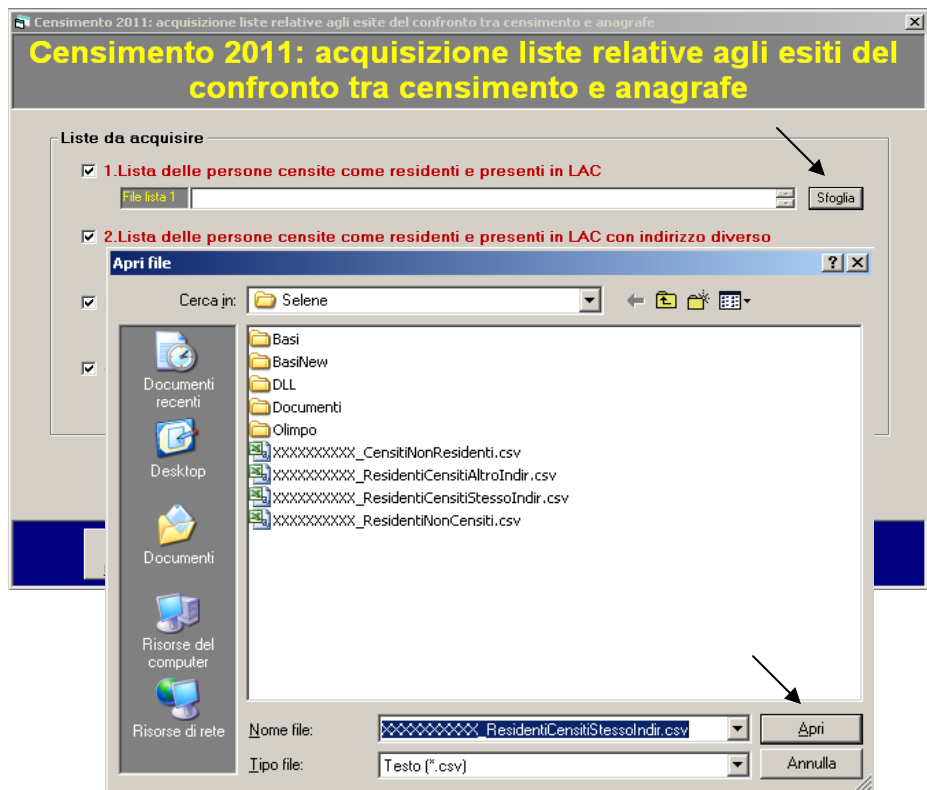 Censimento 2011: acquisizione liste relative agli esite del confronto tra censimento e anagrafe
Censimento 2011: acquisizione liste relative agli esiti del
confronto tra censimento e anagrafe
Liste da acquisire
1.Lista delle persone censite come residenti e presenti in LAC
File lista 1
Sfoglia
2.Lista delle persone censite come residenti e presenti in LAC con indirizzo diverso
Apri file
Cerca in:
Selene
Documenti
recenti
Desktop
Documenti
Risorse del
computer
Risorse di rete
Basi
BasiNew
DLL
Documenti
Olimpo
XXXXXXXXXX_CensitiNonResidenti.csv
XXXXXXXXXX_ResidentiCensitiAltroIndir.csv
XXXXXXXXXX_ResidentiCensitiStessoIndir.csv
XXXXXXXXXX_ResidentiNonCensiti.csv
Nome file:
XXXXXXXXXX_ResidentiCensitiStessoIndir.csv
Apri
Tipo file:
Testo (*.csv)
Annulla